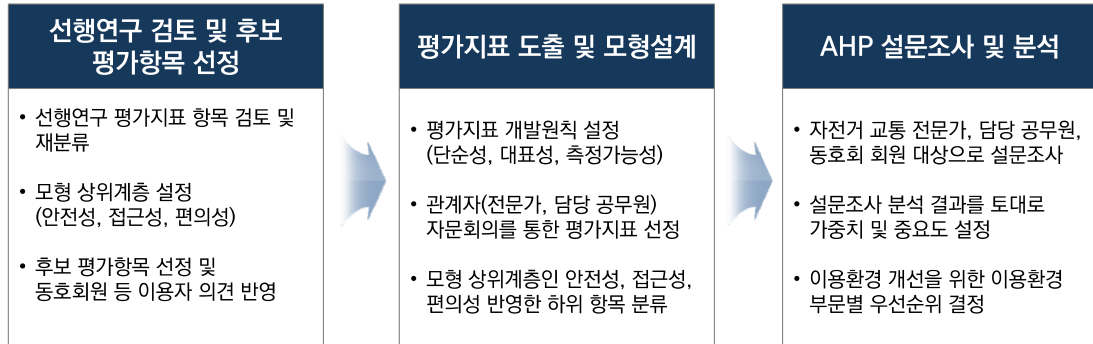 선행연구 검토 및 후보
평가항목 선정
• 선행연구 평가지표 항목 검토 및
재분류
• 모형 상위계층 설정
(안전성, 접근성, 편의성)
• 후보 평가항목 선정 및
동호회원 등 이용자 의견 반영
평가지표 도출 및 모형설계
• 평가지표 개발원칙 설정
(단순성, 대표성, 측정가능성)
• 관계자(전문가, 담당 공무원)
자문회의를 통한 평가지표 선정
• 모형 상위계층인 안전성, 접근성,
편의성 반영한 하위 항목 분류
AHP 설문조사 및 분석
• 자전거 교통 전문가, 담당 공무원,
동호회 회원 대상으로 설문조사
• 설문조사 분석 결과를 토대로
가중치 및 중요도 설정
• 이용환경 개선을 위한 이용환경
부문별 우선순위 결정